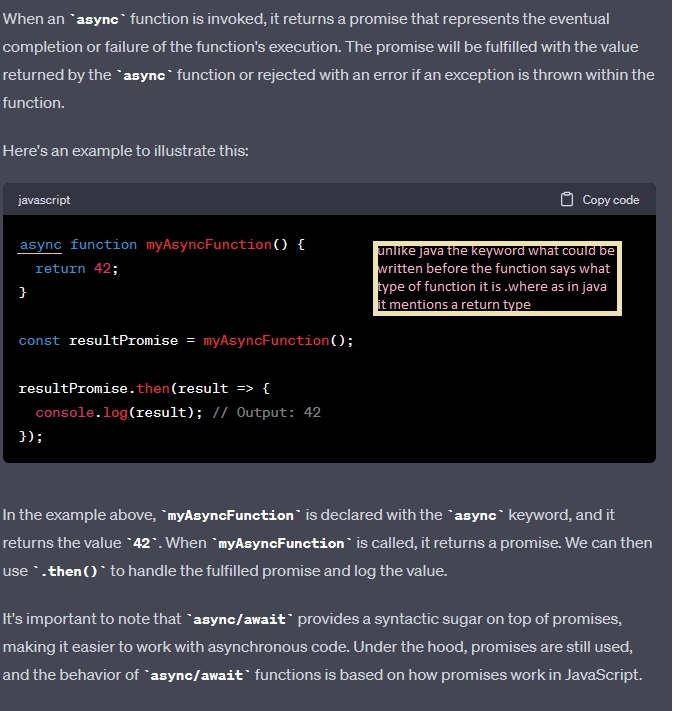 When an `async` function is invoked, it returns a promise that represents the eventual
completion or failure of the function's execution. The promise will be fulfilled with the value
returned by the `async` function or rejected with an error if an exception is thrown within the
function.
Here's an example to illustrate this:
javascript
Copy code
async function myAsyncFunction() {
  return 42;
}
const resultPromise = myAsyncFunction();
resultPromise.then(result => {
  console.log(result); // Output: 42
});
unlike java the keyword what could be
written before the function says what
type of function it is .where as in java
it mentions a return type
In the example above, `myAsyncFunction` is declared with the `async` keyword, and it
returns the value `42`. When `myAsyncFunction` is called, it returns a promise. We can then
use `.then()` to handle the fulfilled promise and log the value.
It's important to note that `async/await` provides a syntactic sugar on top of promises,
making it easier to work with asynchronous code. Under the hood, promises are still used,
and the behavior of `async/await` functions is based on how promises work in JavaScript.